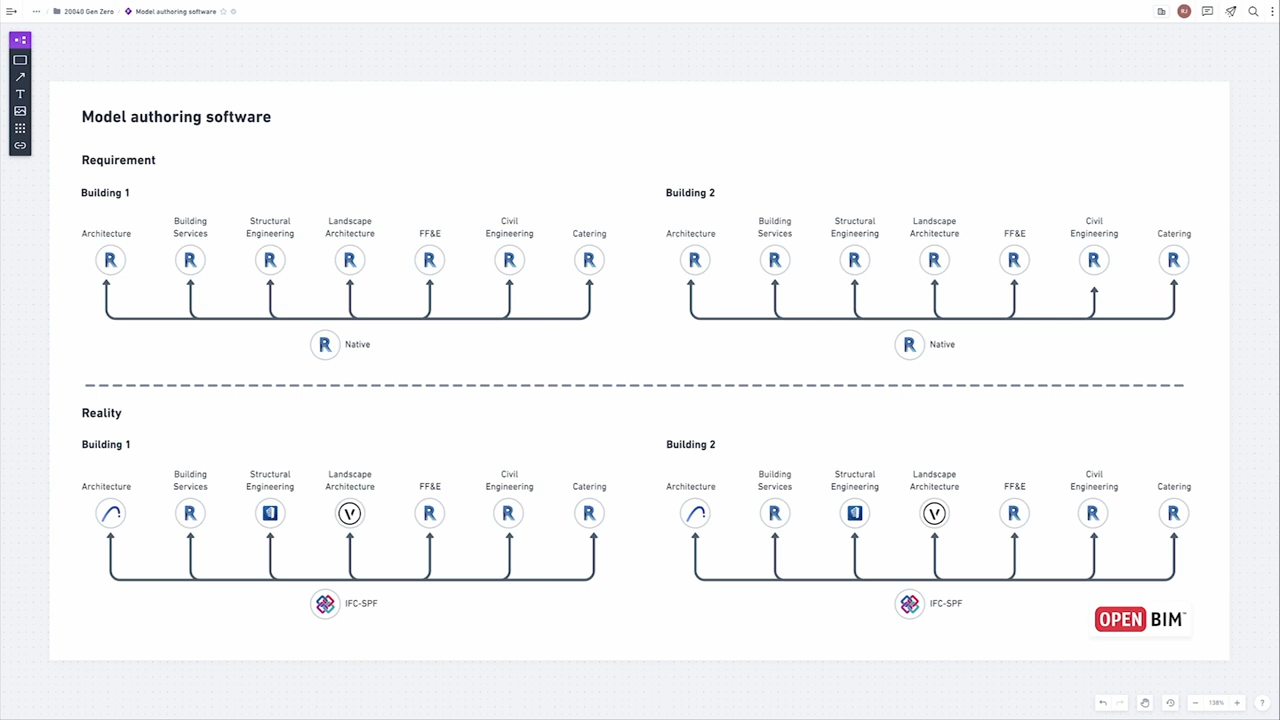 20040 Gen Zero / Model authoring software
RJ
Model authoring software
Requirement
Building 1
Building 2
Architecture
Building Services
Structural Engineering
Landscape Architecture
FF&E
Civil Engineering
Catering
Architecture
Building Services
Structural Engineering
Landscape Architecture
FF&E
Civil Engineering
Catering
R R R R R R R
R R R R R R R
R Native
R Native
Reality
Building 1
Building 2
Architecture
Building Services
Structural Engineering
Landscape Architecture
FF&E
Civil Engineering
Catering
Architecture
Building Services
Structural Engineering
Landscape Architecture
FF&E
Civil Engineering
Catering
R V R R R
R V R R R
IFC-SPF
IFC-SPF
OPEN BIM™
138%